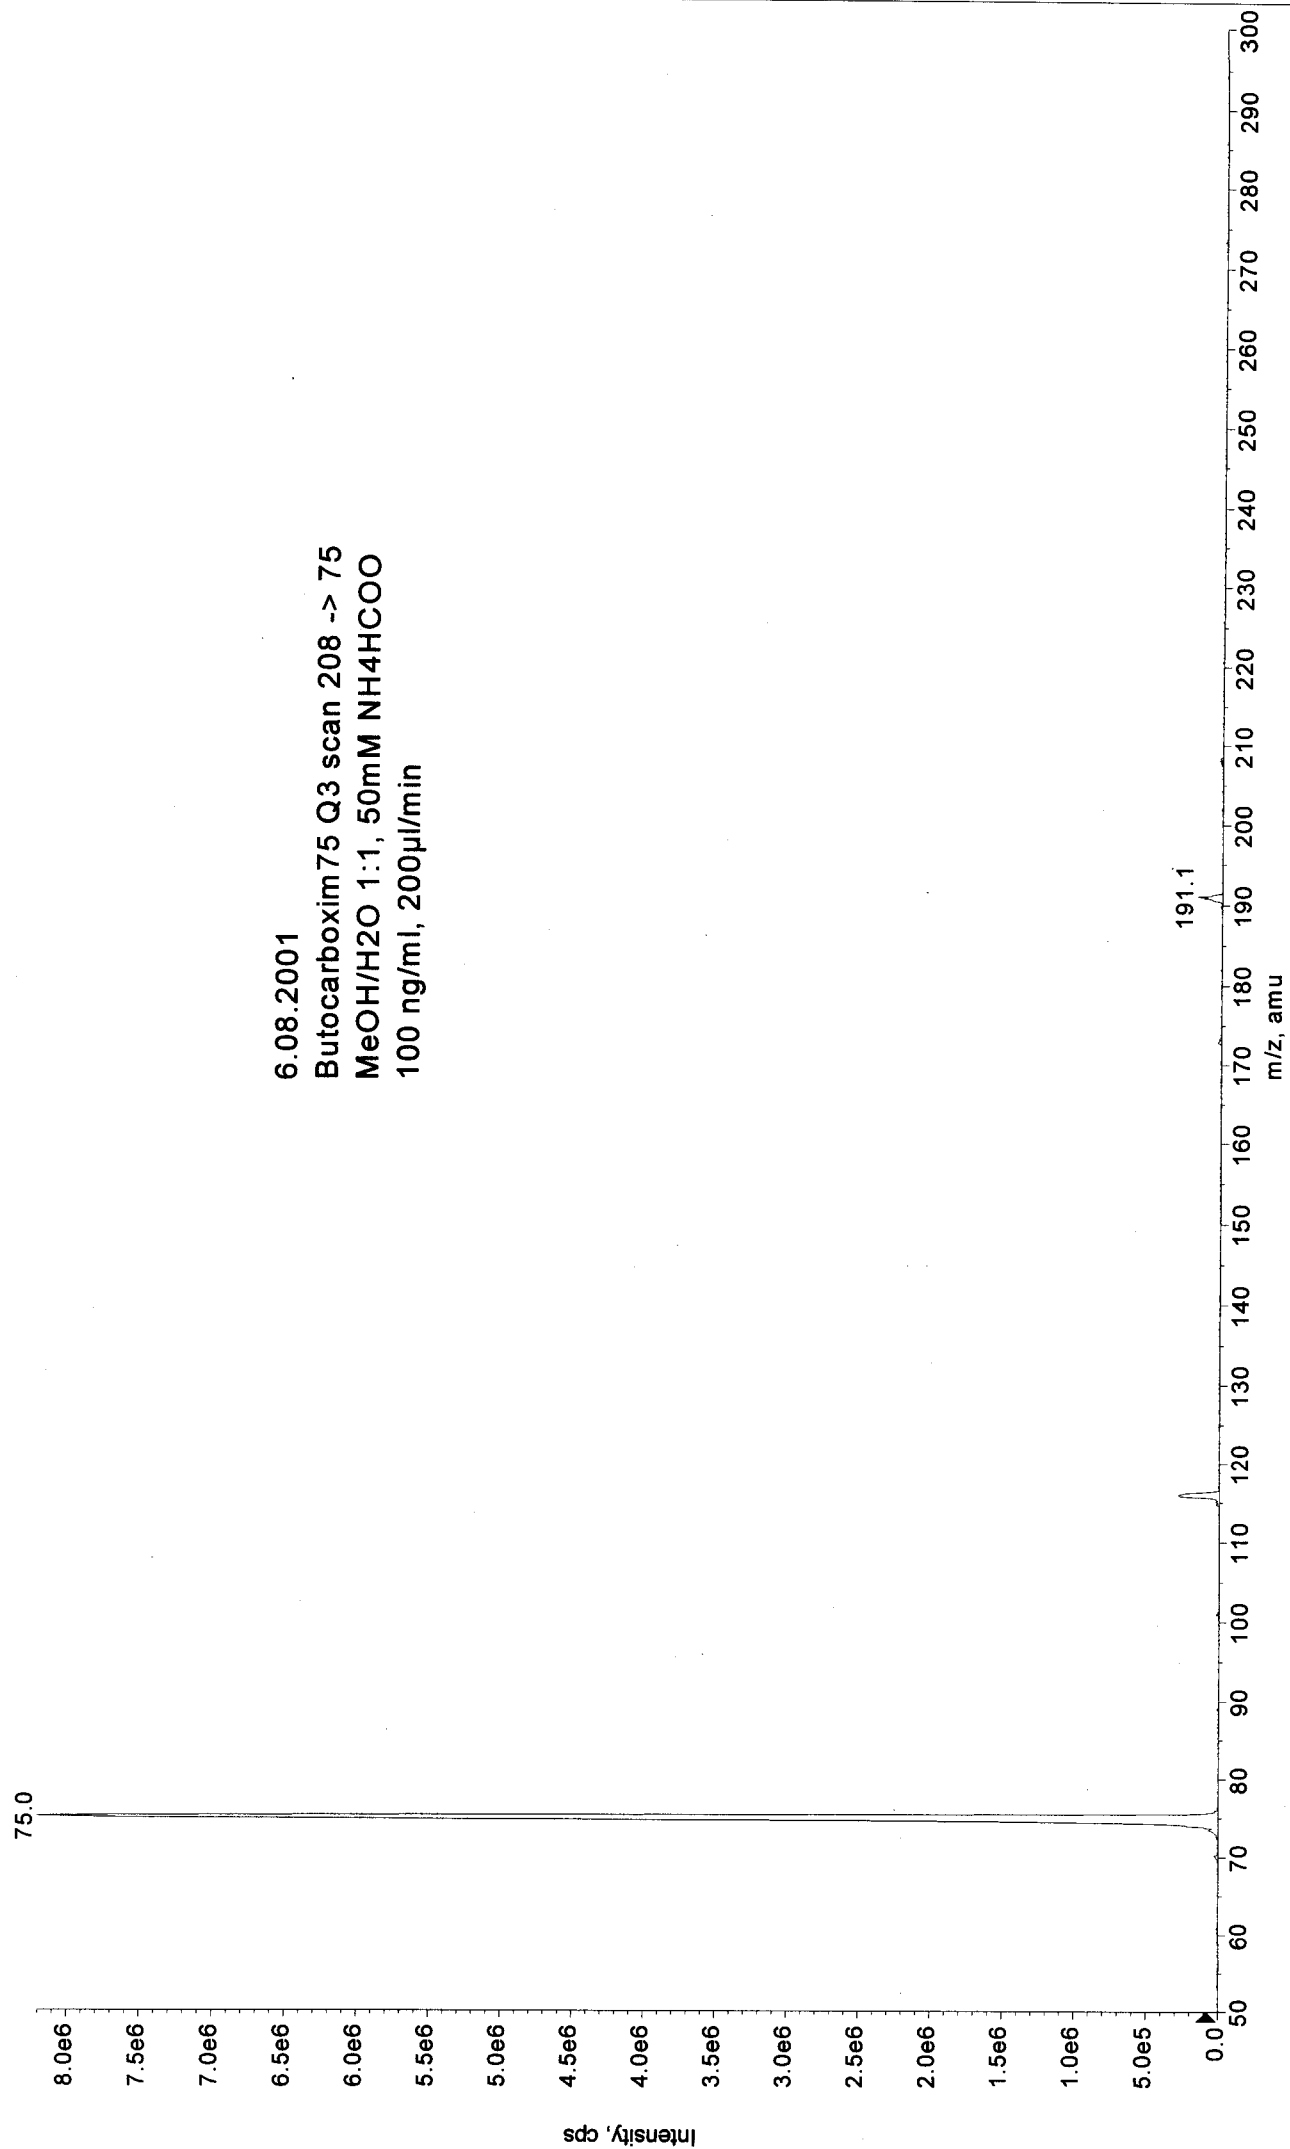 6.08.2001
Butocarboxim75 Q3 scan 208 -> 75
MeOH/H2O 1:1, 50mM NH4HCOO
100 ng/ml, 200µl/min
75.0
191.1
8.0e6
7.5e6
7.0e6
6.5e6
6.0e6
5.5e6
5.0e6
4.5e6
4.0e6
3.5e6
3.0e6
2.5e6
2.0e6
1.5e6
1.0e6
5.0e5
0.0
Intensity, cps
50 60 70 80 90 100 110 120 130 140 150 160 170 180 190 200 210 220 230 240 250 260 270 280 290 300
m/z, amu